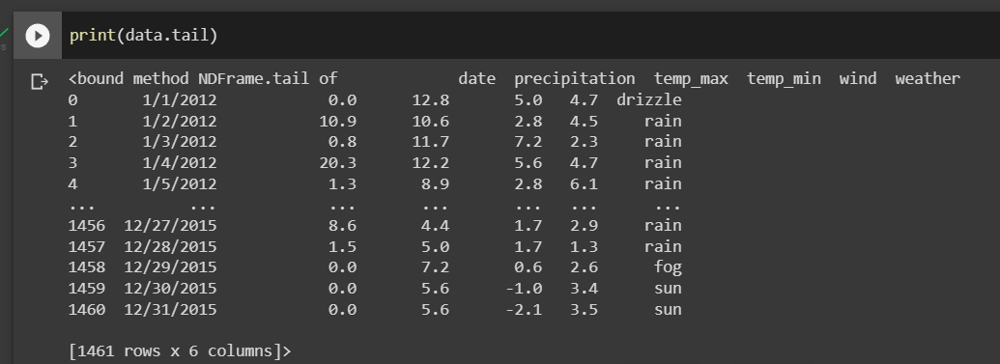 print(data.tail)
<bound method NDFrame.tail of             date  precipitation  temp_max  temp_min  wind  weather
0       1/1/2012            0.0      12.8       5.0   4.7  drizzle
1       1/2/2012           10.9      10.6       2.8   4.5     rain
2       1/3/2012            0.8      11.7       7.2   2.3     rain
3       1/4/2012           20.3      12.2       5.6   4.7     rain
4       1/5/2012            1.3       8.9       2.8   6.1     rain
...          ...            ...       ...       ...   ...      ...
1456  12/27/2015            8.6       4.4       1.7   2.9     rain
1457  12/28/2015            1.5       5.0       1.7   1.3     rain
1458  12/29/2015            0.0       7.2       0.6   2.6      fog
1459  12/30/2015            0.0       5.6      -1.0   3.4      sun
1460  12/31/2015            0.0       5.6      -2.1   3.5      sun
[1461 rows x 6 columns]>